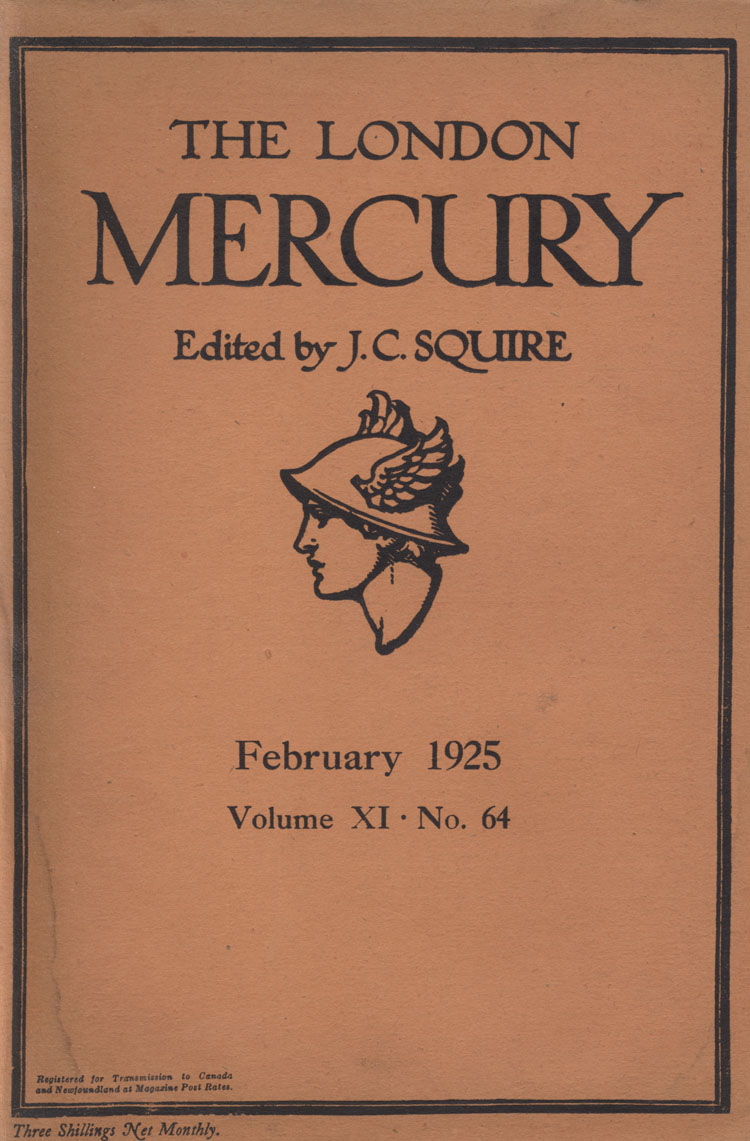 THE LONDON
MERCURY
Edited by J.C. SQUIRE
February 1925
Volume XI · No. 64
Registered for Transmission to Canada
and Newfoundland at Magazine Post Rates.
Three Shillings Net Monthly.